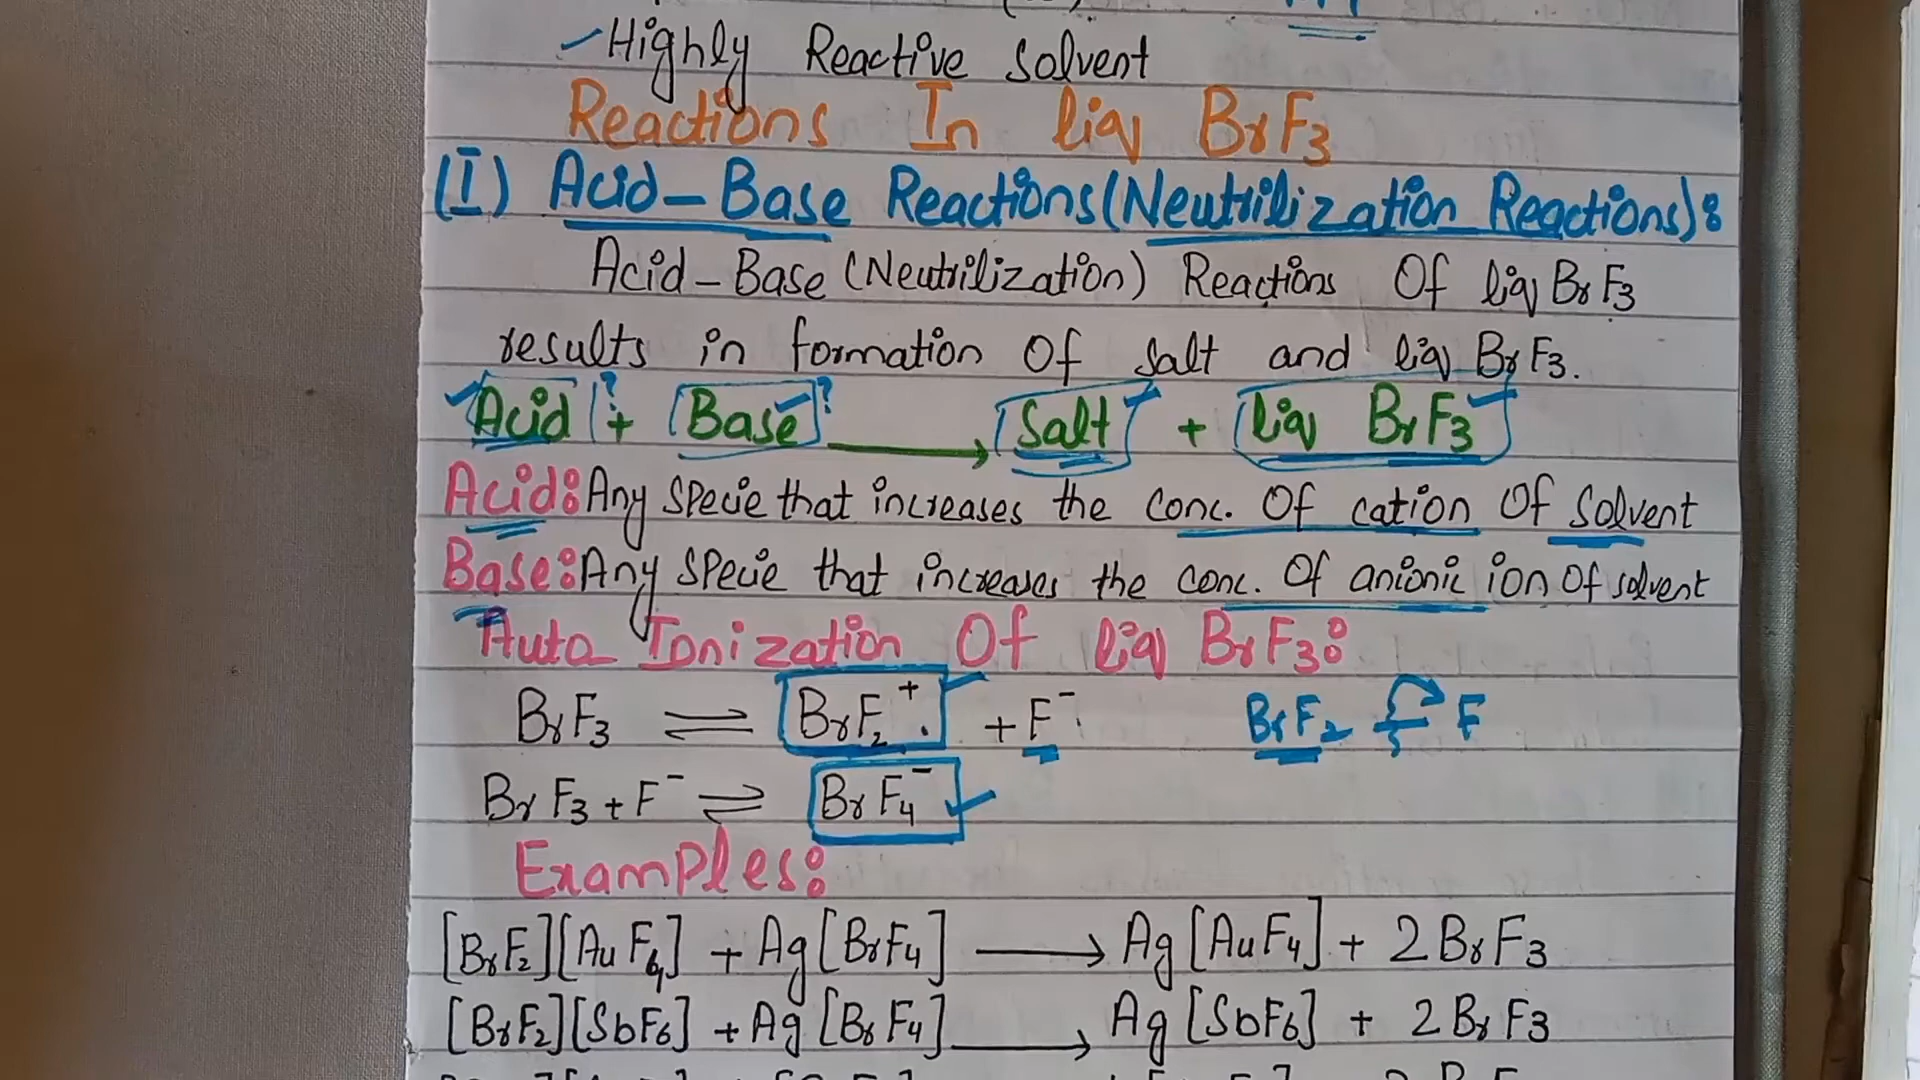 Highly Reactive Solvent
Reactions In liq BrF3
(I) Acid-Base Reactions (Neutrilization Reactions):
Acid-Base (Neutrilization) Reactions Of liq BrF3
results in formation Of Salt and liq BrF3.
Acid ? + Base ? → Salt + liq BrF3
Acid: Any specie that increases the conc. Of cation Of Solvent
Base: Any specie that increases the conc. Of anionic ion Of solvent
Auto Ionization Of liq BrF3:
BrF3 ⇌ BrF2+ + F- BrF2 F
BrF3 + F- ⇌ BrF4-
Examples:
[BrF2][AuF4] + Ag[BrF4] → Ag[AuF4] + 2BrF3
[BrF2][SbF6] + Ag[BrF4] → Ag[SbF6] + 2BrF3